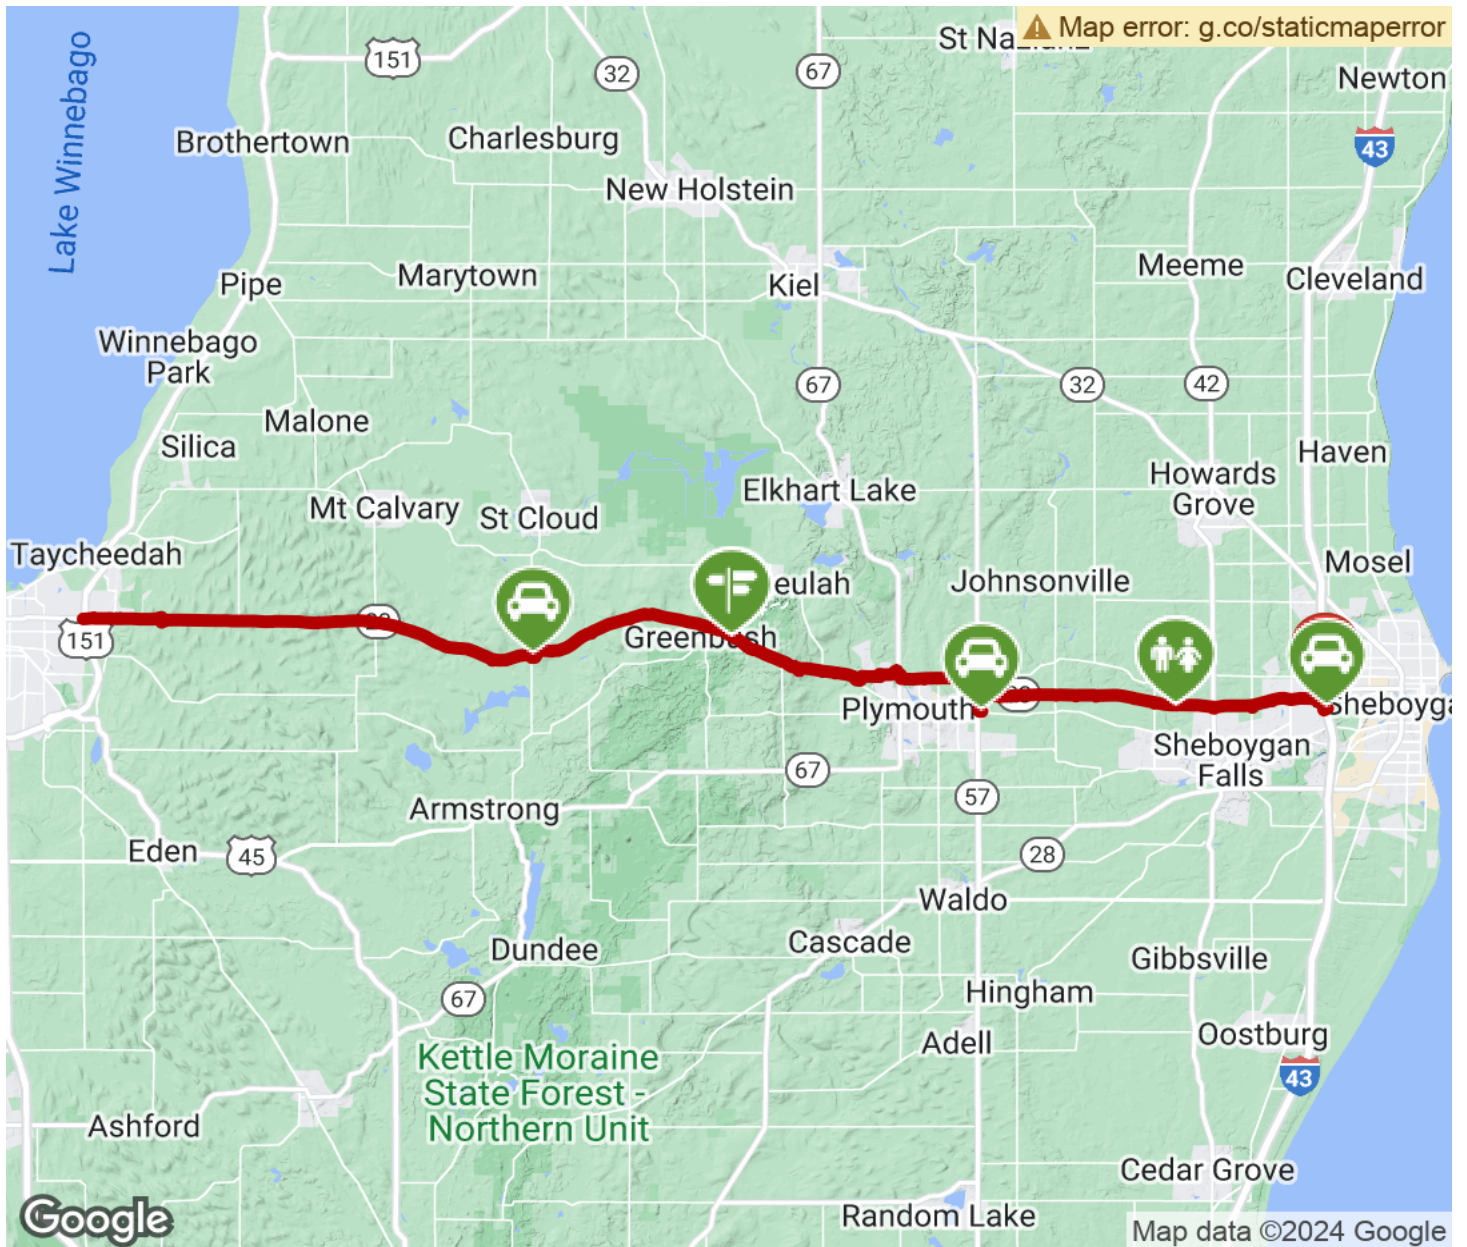 Map error: g.co/staticmaperror
Lake Winnebago
151
32
67
Newton
43
Brothertown
Charlesburg
New Holstein
Pipe
Marytown
Kiel
Meeme
Cleveland
Winnebago
Park
67
32
42
Malone
Silica
Haven
Howards
Grove
Mt Calvary
St Cloud
Elkhart Lake
Taycheedah
Mosel
eulah
Johnsonville
151
Greenbush
Plymouth
Sheboyga
Sheboygan
Falls
67
57
Armstrong
Eden
45
28
Waldo
Dundee
Cascade
Gibbsville
67
Hingham
Oostburg
Adell
Kettle Moraine
State Forest -
Northern Unit
43
Ashford
Cedar Grove
Random Lake
Google
Map data ©2024 Google